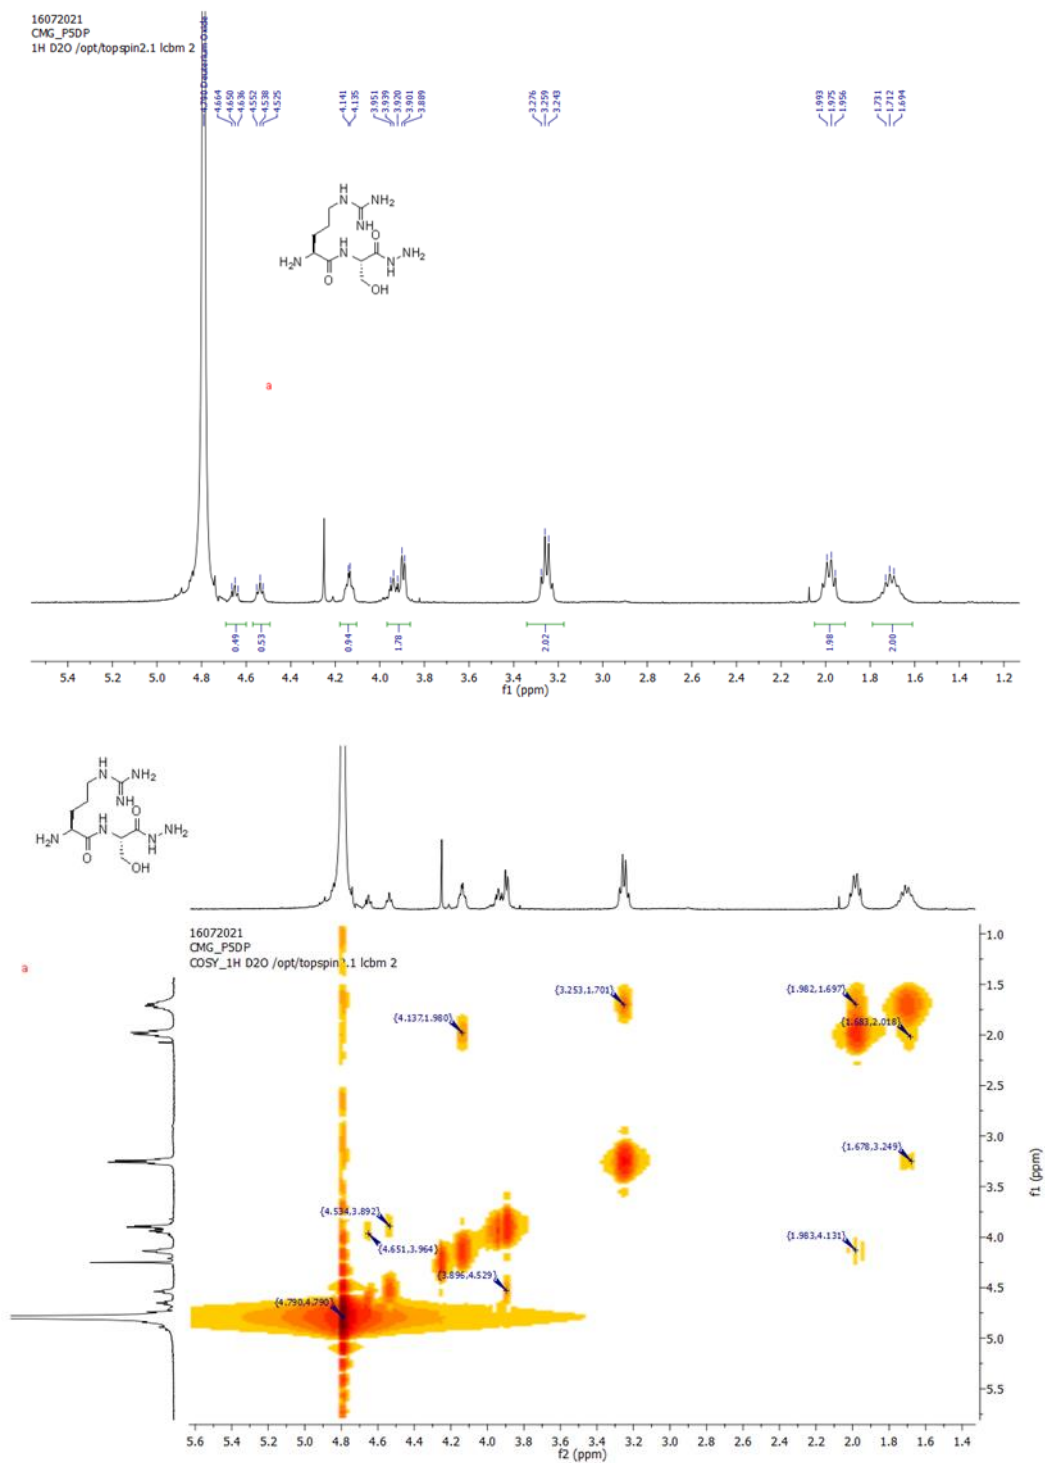 16072021
CMG_P5DP
1H D2O /opt/topspin2.1 lcbm 2
4.790 Deuterium Oxide
4.664
4.650
4.636
4.552
4.538
4.525
4.141
4.135
3.951
3.939
3.920
3.901
3.889
3.276
3.259
3.243
1.993
1.975
1.956
1.731
1.712
1.694
H
N
NH2
NH
O
H
N
NH2
H2N
N
H
O
OH
a
0.49
0.53
0.94
1.78
2.02
1.98
2.00
5.4 5.2 5.0 4.8 4.6 4.4 4.2 4.0 3.8 3.6 3.4 3.2 3.0 2.8 2.6 2.4 2.2 2.0 1.8 1.6 1.4 1.2
f1 (ppm)
H
N
NH2
NH
O
H
N
NH2
H2N
N
H
O
OH
16072021
CMG_P5DP
COSY_1H D2O /opt/topspin2.1 lcbm 2
a
{3.253,1.701}
{1.982,1.697}
{4.137,1.980}
{1.683,2.018}
{1.678,3.249}
{4.534,3.892}
{4.651,3.964}
{1.983,4.131}
{3.896,4.529}
{4.790,4.790}
1.0
1.5
2.0
2.5
3.0
3.5
4.0
4.5
5.0
5.5
f1 (ppm)
5.6 5.4 5.2 5.0 4.8 4.6 4.4 4.2 4.0 3.8 3.6 3.4 3.2 3.0 2.8 2.6 2.4 2.2 2.0 1.8 1.6 1.4
f2 (ppm)